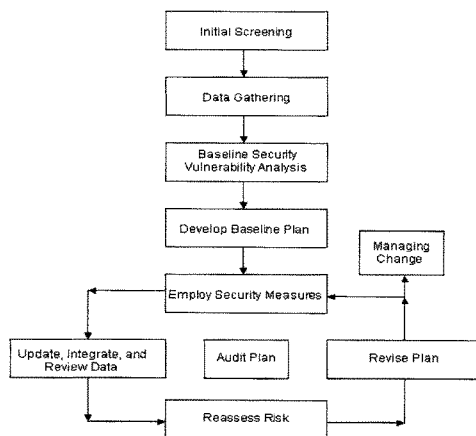 Initial Screening
Data Gathering
Baseline Security
Vulnerability Analysis
Develop Baseline Plan
Managing
Change
Employ Security Measures
Update, Integrate, and
Review Data
Audit Plan
Revise Plan
Reassess Risk